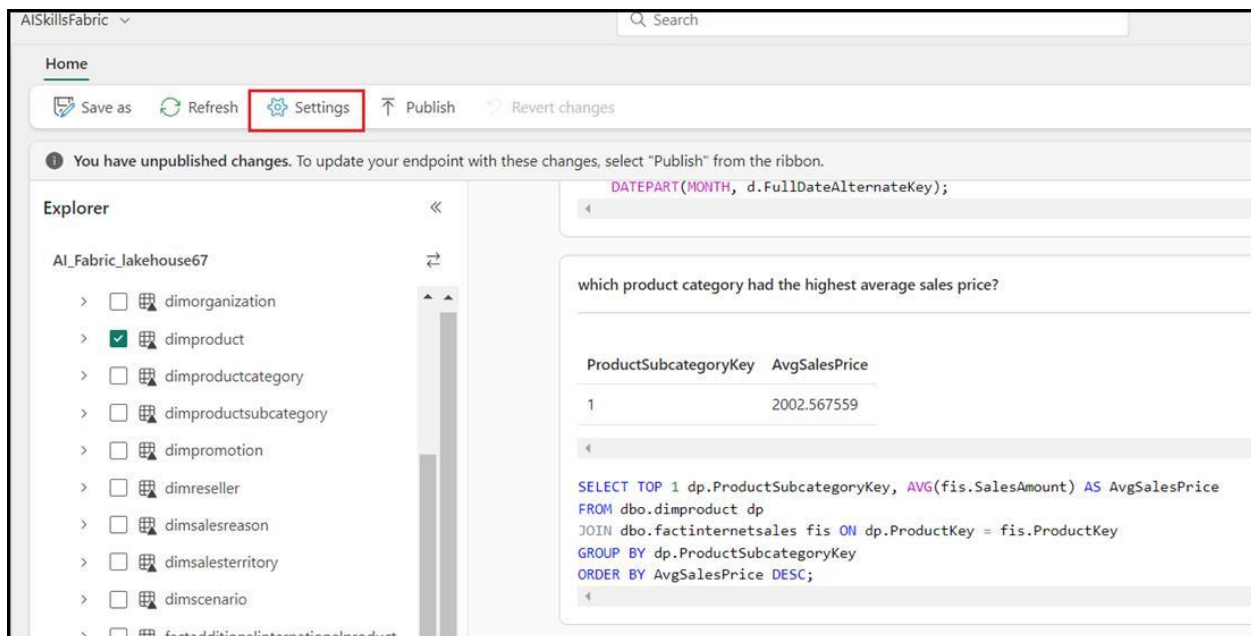 AISkillsFabric
Search
Home
Save as Refresh Settings Publish Revert changes
You have unpublished changes. To update your endpoint with these changes, select "Publish" from the ribbon.
Explorer
AI_Fabric_lakehouse67
dimorganization
dimproduct
dimproductcategory
dimproductsubcategory
dimpromotion
dimreseller
dimsalesreason
dimsalesterritory
dimscenario
factadditionalinternationalproduct
DATEPART(MONTH, d.FullDateAlternateKey);
which product category had the highest average sales price?
ProductSubcategoryKey AvgSalesPrice
1 2002.567559
SELECT TOP 1 dp.ProductSubcategoryKey, AVG(fis.SalesAmount) AS AvgSalesPrice
FROM dbo.dimproduct dp
JOIN dbo.factinternetsales fis ON dp.ProductKey = fis.ProductKey
GROUP BY dp.ProductSubcategoryKey
ORDER BY AvgSalesPrice DESC;